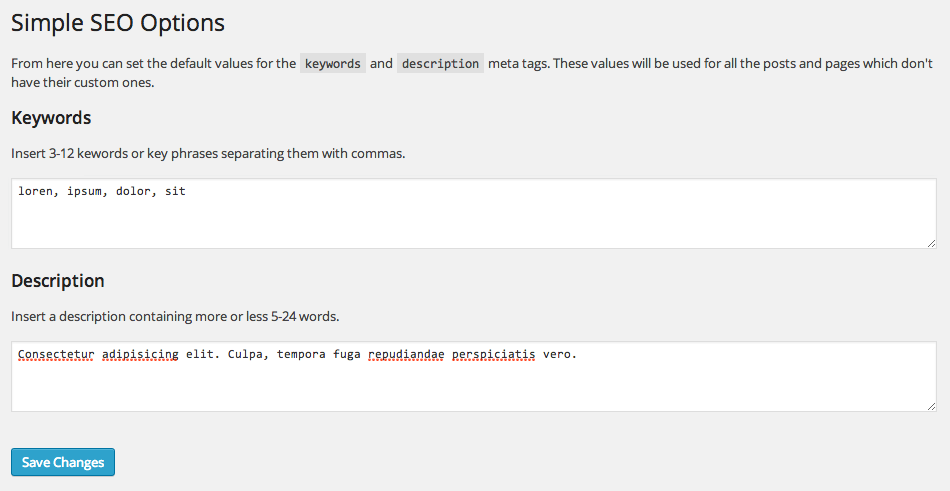 Simple SEO Options
From here you can set the default values for the keywords and description meta tags. These values will be used for all the posts and pages which don't
have their custom ones.
Keywords
Insert 3-12 kewords or key phrases separating them with commas.
loren, ipsum, dolor, sit
Description
Insert a description containing more or less 5-24 words.
Consectetur adipisicing elit. Culpa, tempora fuga repudiandae perspiciatis vero.
Save Changes